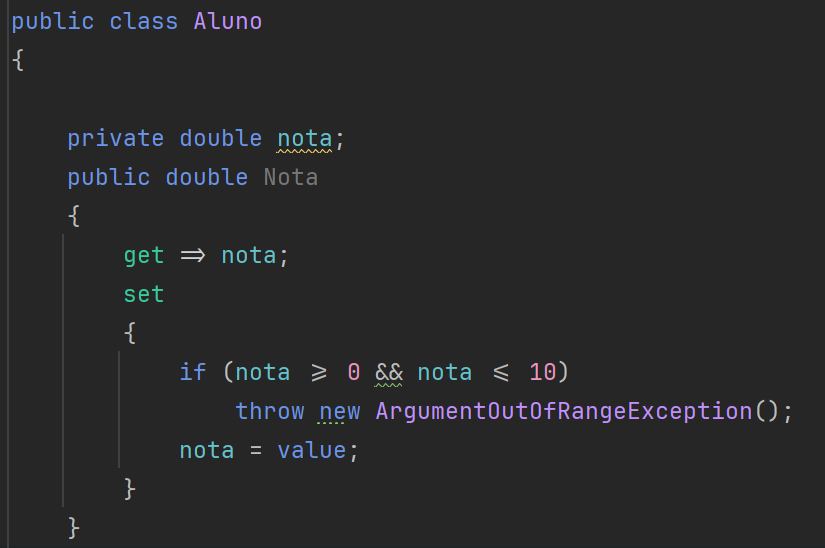 public class Aluno
{
private double nota;
public double Nota
{
get => nota;
set
{
if (nota >= 0 && nota <= 10)
throw new ArgumentOutOfRangeException();
nota = value;
}
}